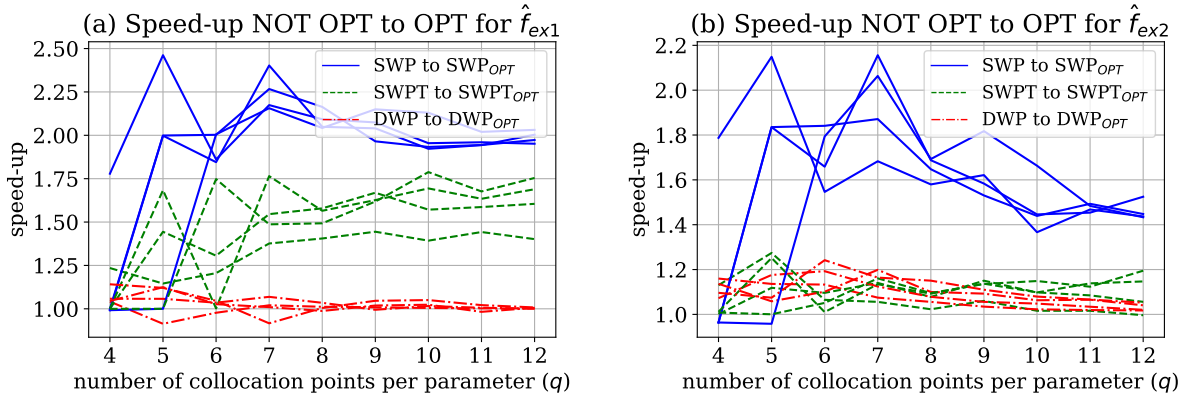 (a) Speed-up NOT OPT to OPT for f̂ex1
2.50
2.25
2.00
1.75
1.50
1.25
1.00
speed-up
SWP to SWPOPT
SWPT to SWPTOPT
DWP to DWPOPT
4 5 6 7 8 9 10 11 12
number of collocation points per parameter (q)
(b) Speed-up NOT OPT to OPT for f̂ex2
2.2
2.0
1.8
1.6
1.4
1.2
1.0
speed-up
SWP to SWPOPT
SWPT to SWPTOPT
DWP to DWPOPT
4 5 6 7 8 9 10 11 12
number of collocation points per parameter (q)